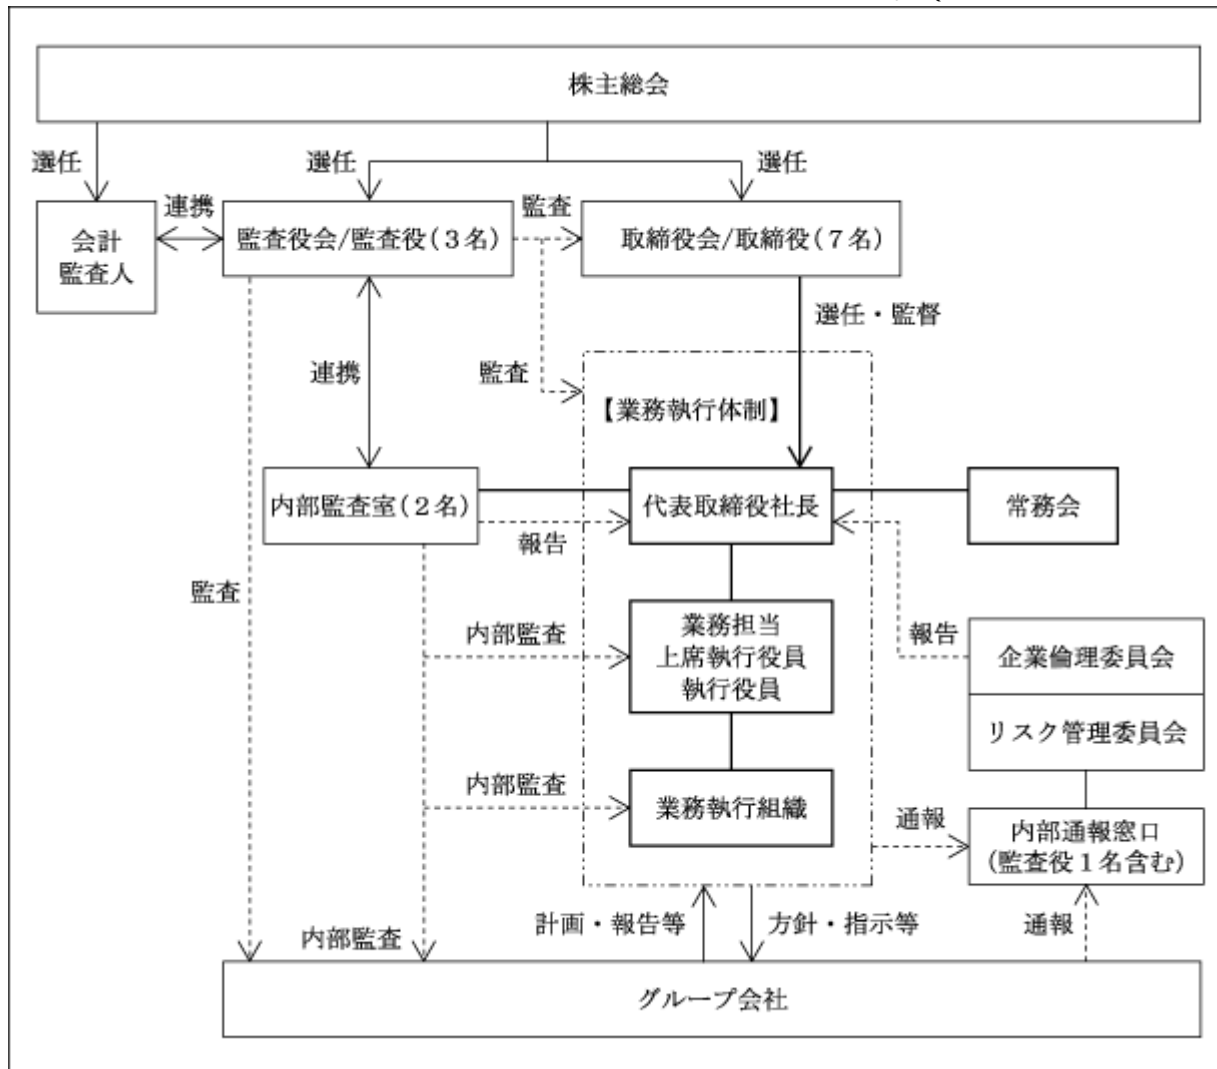 株主総会
選任
選任
選任
連携
監査
会計
監査人
監査役会/監査役(3名)
取締役会/取締役(7名)
選任・監督
連携
監査
【業務執行体制】
内部監査室(2名)
代表取締役社長
常務会
報告
監査
内部監査
業務担当
上席執行役員
執行役員
報告
企業倫理委員会
リスク管理委員会
内部監査
業務執行組織
通報
内部通報窓口
(監査役1名含む)
内部監査
計画・報告等
方針・指示等
通報
グループ会社